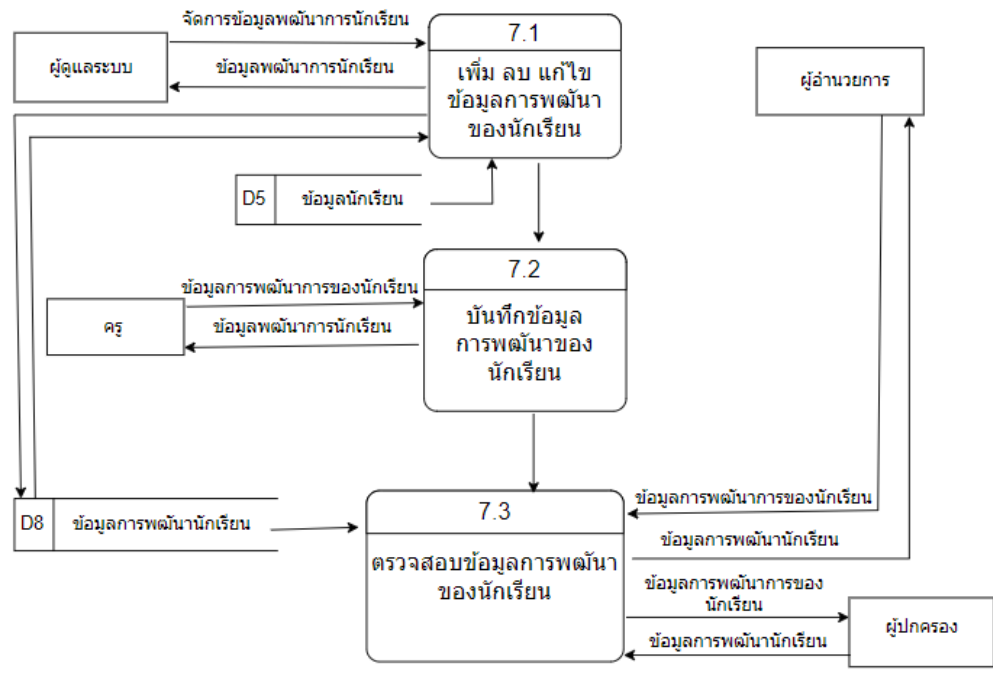 จัดการข้อมูลพฒนาการนักเรียน
7.1
ผู้ดูแลระบบ
ข้อมูลพฒนาการนักเรียน
เพิ่ม ลบ แก้ไข
ข้อมูลการพฒนา
ของนักเรียน
ผู้อำนวยการ
D5
ข้อมูลนักเรียน
7.2
ข้อมูลการพฒนาการของนักเรียน
ครู
ข้อมูลพฒนาการนักเรียน
บันทึกข้อมูล
การพฒนาของ
นักเรียน
7.3
ข้อมูลการพฒนาการของนักเรียน
D8
ข้อมูลการพฒนานักเรียน
ข้อมูลการพฒนานักเรียน
ตรวจสอบข้อมูลการพฒนา
ของนักเรียน
ข้อมูลการพฒนาการของ
นักเรียน
ผู้ปกครอง
ข้อมูลการพฒนานักเรียน